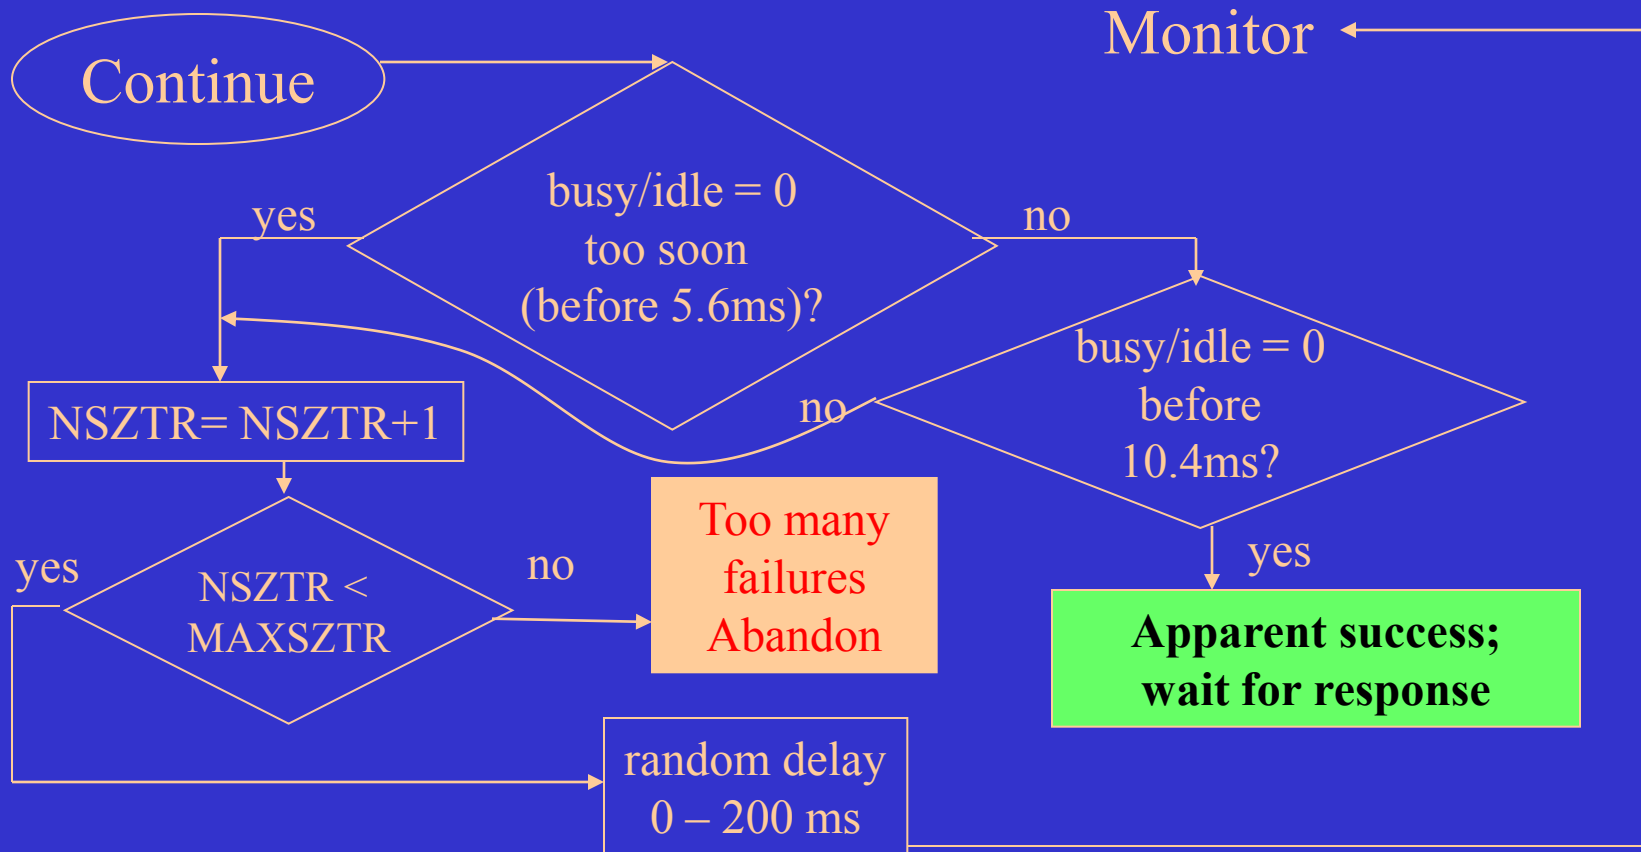 Monitor
Continue
busy/idle = 0
too soon
(before 5.6ms)?
yes
no
busy/idle = 0
before
10.4ms?
no
yes
NSZTR= NSZTR+1
NSZTR <
MAXSZTR
yes
no
Too many
failures
Abandon
Apparent success;
wait for response
random delay
0 – 200 ms